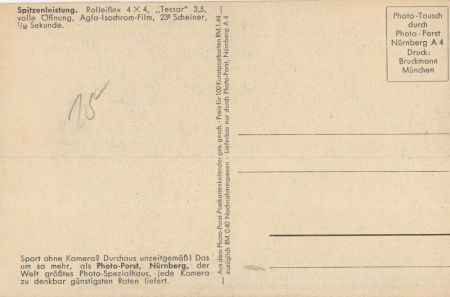 Spitzenleistung. Rolleiflex 4 X 4, „Tessar" 3,5,
volle Öffnung, Agfa-Isochrom-Film, 23° Scheiner,
1/50 Sekunde.
15
Sport ohne Kamera? Durchaus unzeitgemäß! Das
um so mehr, als Photo-Porst, Nürnberg, der
Welt größtes Photo-Spezialhaus, jede Kamera
zu denkbar günstigsten Raten liefert.
Aus dem Photo-Porst-Postkartenkalender ges. gesch. - Preis für 100 Kunstpostkarten RM. 1.44
zuzüglich RM. 0.40 Nachnahmespesen - Lieferbar nur durch Photo-Porst, Nürnberg A 4
Photo-Tausch
durch
Photo-Porst
Nürnberg A 4
Druck:
Bruckmann
München